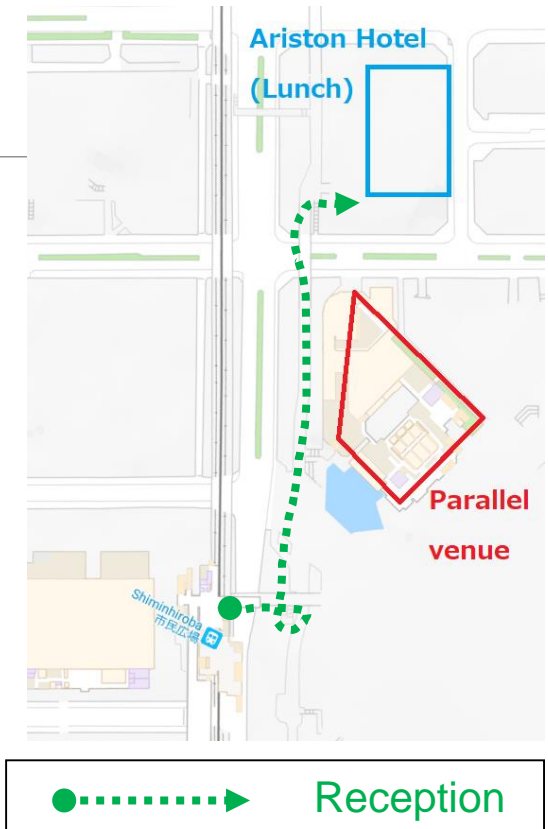 Ariston Hotel
(Lunch)
Parallel
venue
Shiminhiroba
市民広場
Reception